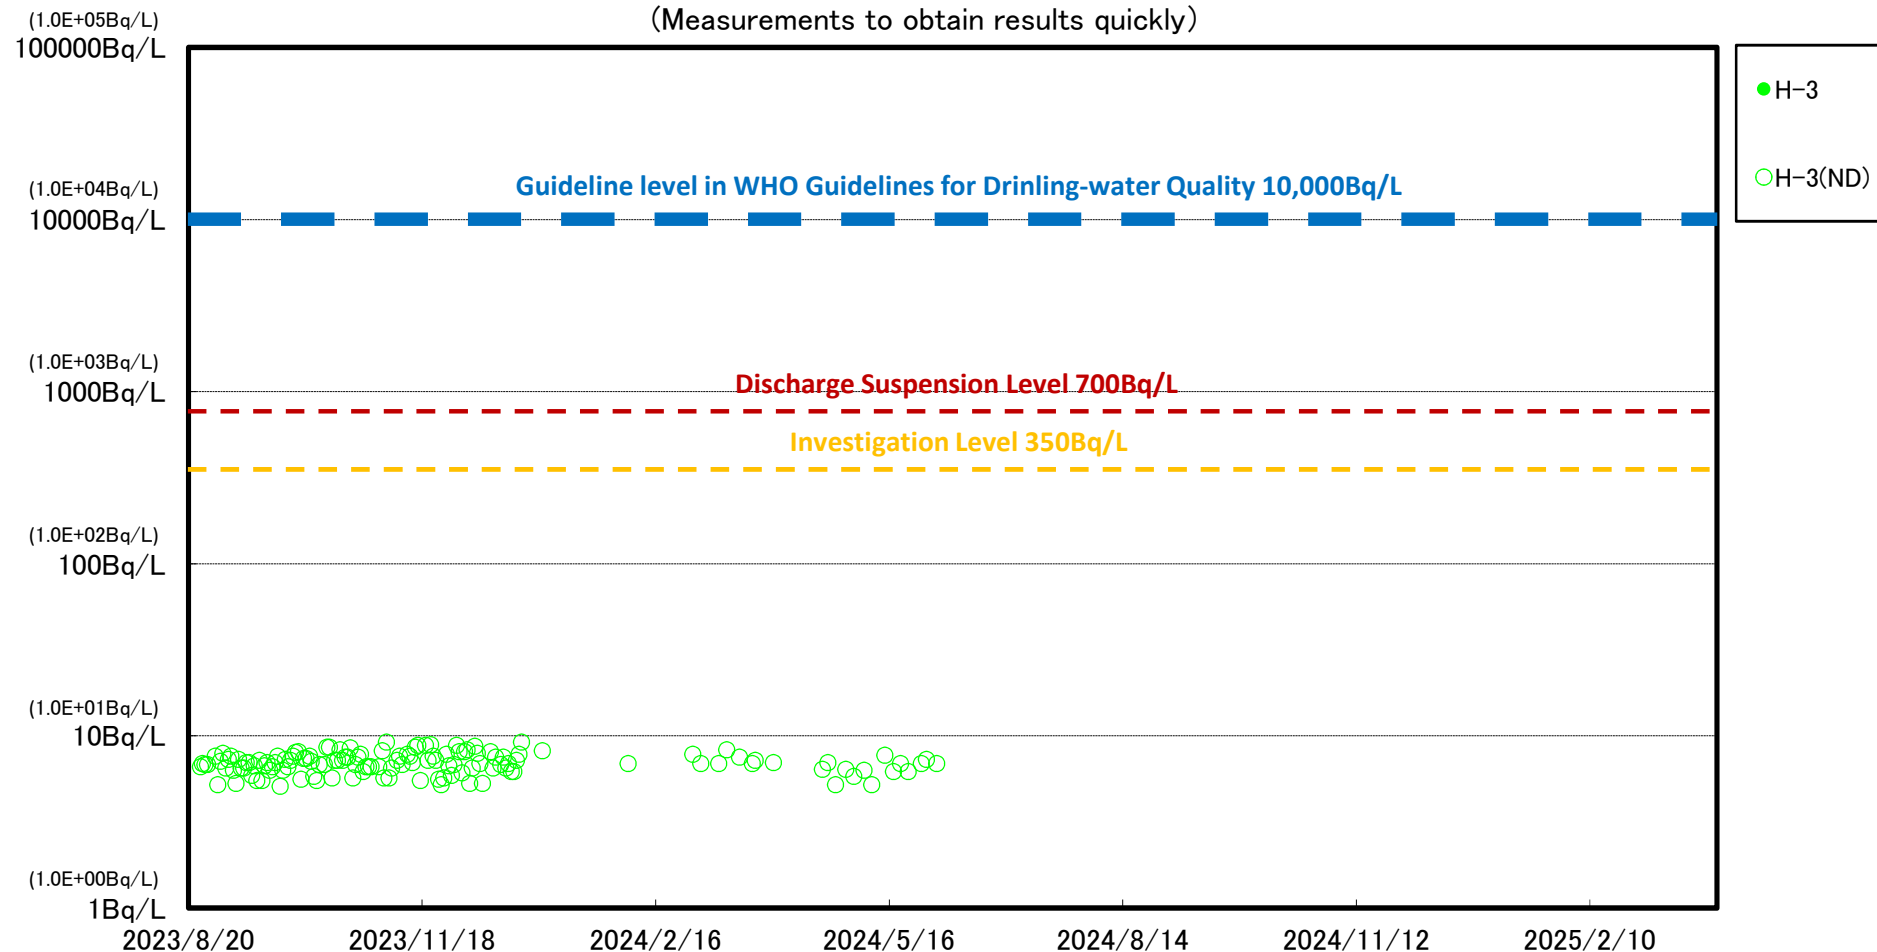 (Measurements to obtain results quickly)
(1.0E+05Bq/L)
100000Bq/L
H-3
H-3(ND)
(1.0E+04Bq/L)
10000Bq/L
Guideline level in WHO Guidelines for Drinling-water Quality 10,000Bq/L
(1.0E+03Bq/L)
1000Bq/L
Discharge Suspension Level 700Bq/L
Investigation Level 350Bq/L
(1.0E+02Bq/L)
100Bq/L
(1.0E+01Bq/L)
10Bq/L
(1.0E+00Bq/L)
1Bq/L
2023/8/20 2023/11/18 2024/2/16 2024/5/16 2024/8/14 2024/11/12 2025/2/10